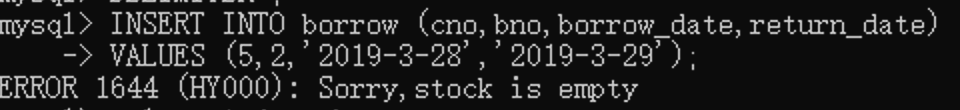 mysql> INSERT INTO borrow (cno,bno,borrow_date,return_date)
-> VALUES (5,2,'2019-3-28','2019-3-29');
ERROR 1644 (HY000): Sorry,stock is empty